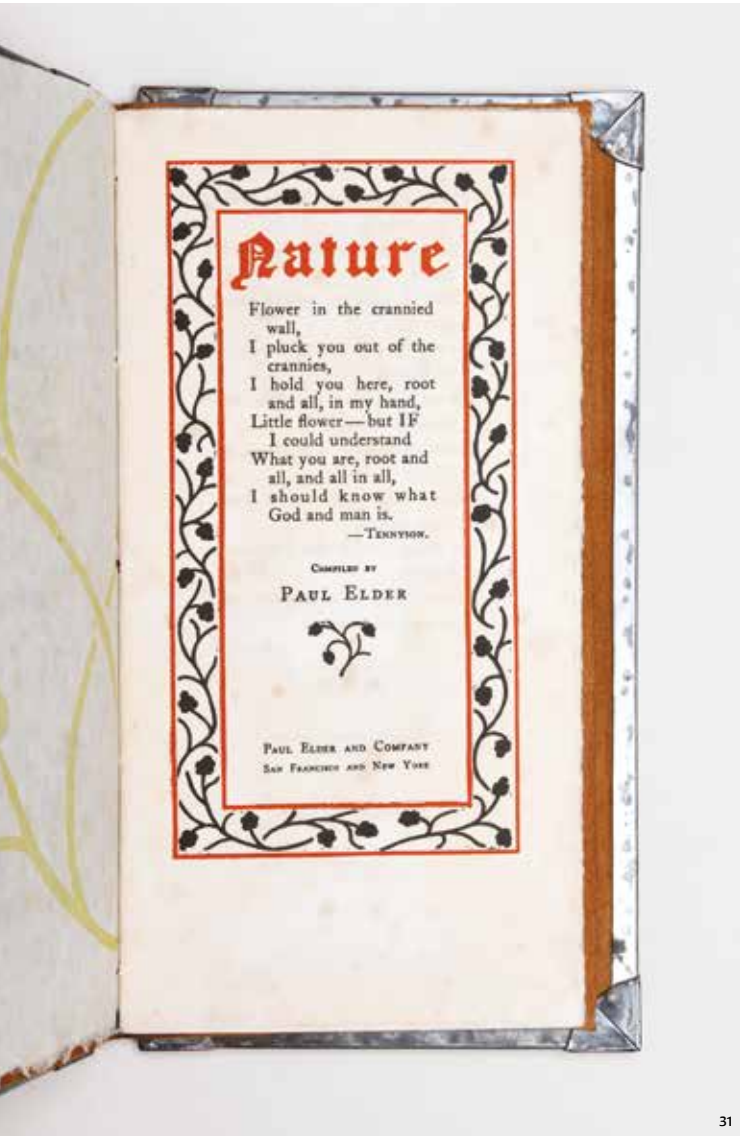 Nature
Flower in the crannied
wall,
I pluck you out of the
crannies,
I hold you here, root
and all, in my hand,
Little flower—but IF
I could understand
What you are, root and
all, and all in all,
I should know what
God and man is.
—TENNYSON.
COMPILED BY
PAUL ELDER
PAUL ELDER AND COMPANY
SAN FRANCISCO AND NEW YORK
31